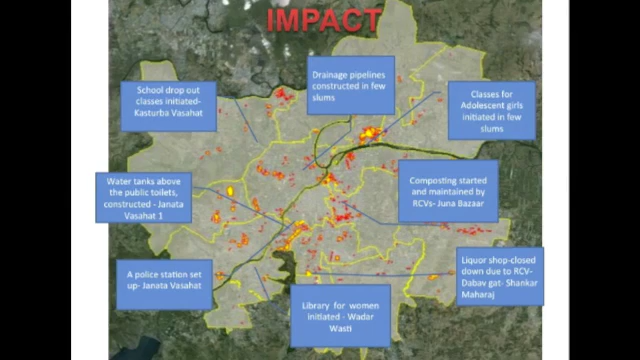 IMPACT
Drainage pipelines
constructed in few
slums
School drop out
classes initiated-
Kasturba Vasahat
Classes for
Adolescent girls
initiated in few
slums
Water tanks above
the public toilets,
constructed - Janata
Vasahat 1
Composting started
and maintained by
RCVs- Juna Bazaar
A police station set
up- Janata Vasahat
Liquor shop-closed
down due to RCV-
Dabav gat- Shankar
Maharaj
Library for women
initiated - Wadar
Wasti